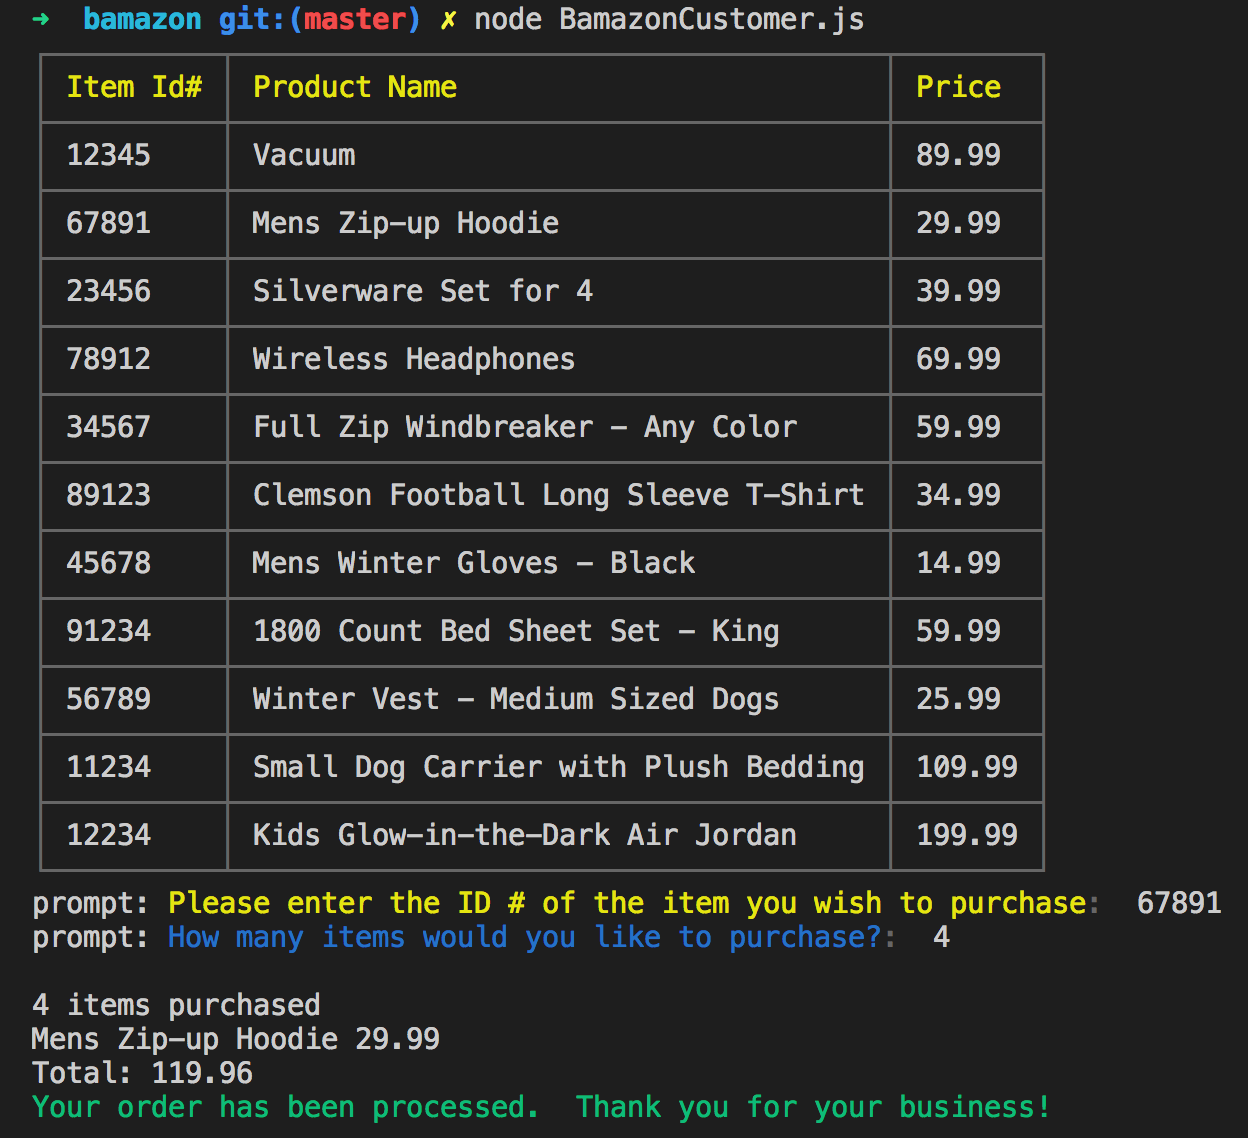 ➜ bamazon git:(master) ✗ node BamazonCustomer.js
Item Id# Product Name Price
12345 Vacuum 89.99
67891 Mens Zip-up Hoodie 29.99
23456 Silverware Set for 4 39.99
78912 Wireless Headphones 69.99
34567 Full Zip Windbreaker - Any Color 59.99
89123 Clemson Football Long Sleeve T-Shirt 34.99
45678 Mens Winter Gloves - Black 14.99
91234 1800 Count Bed Sheet Set - King 59.99
56789 Winter Vest - Medium Sized Dogs 25.99
11234 Small Dog Carrier with Plush Bedding 109.99
12234 Kids Glow-in-the-Dark Air Jordan 199.99
prompt: Please enter the ID # of the item you wish to purchase: 67891
prompt: How many items would you like to purchase?: 4
4 items purchased
Mens Zip-up Hoodie 29.99
Total: 119.96
Your order has been processed. Thank you for your business!